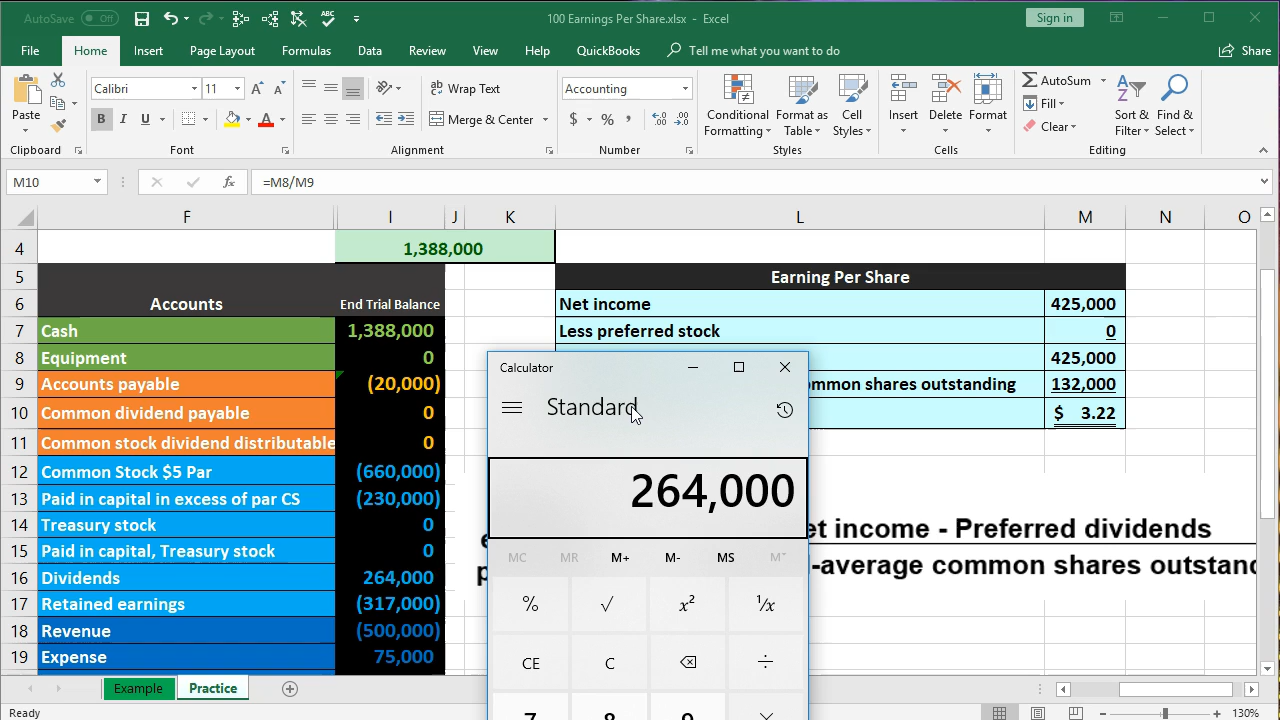 AutoSave Off
100 Earnings Per Share.xlsx - Excel
Sign in
File Home Insert Page Layout Formulas Data Review View Help QuickBooks Tell me what you want to do Share
Paste
Calibri 11
B I U
Wrap Text
Merge & Center
Accounting
$ % ,
Conditional Formatting
Format as Table
Cell Styles
Insert Delete Format
AutoSum
Fill
Clear
Sort & Filter
Find & Select
Clipboard Font Alignment Number Styles Cells Editing
M10 fx =M8/M9
F I J K L M N O
4 1,388,000
5 Earning Per Share
6 Accounts End Trial Balance Net income 425,000
7 Cash 1,388,000 Less preferred stock 0
8 Equipment 0 425,000
9 Accounts payable (20,000) common shares outstanding 132,000
10 Common dividend payable 0 $ 3.22
11 Common stock dividend distributable 0
12 Common Stock $5 Par (660,000)
13 Paid in capital in excess of par CS (230,000)
14 Treasury stock 0
15 Paid in capital, Treasury stock 0
16 Dividends 264,000
17 Retained earnings (317,000)
18 Revenue (500,000)
19 Expense 75,000
Calculator
Standard
264,000
MC MR M+ M- MS M˅
% √ x² ¹/x
CE C ⌫ ÷
7 8 9 ×
et income - Preferred dividends
-average common shares outstand
Example Practice
Ready
130%